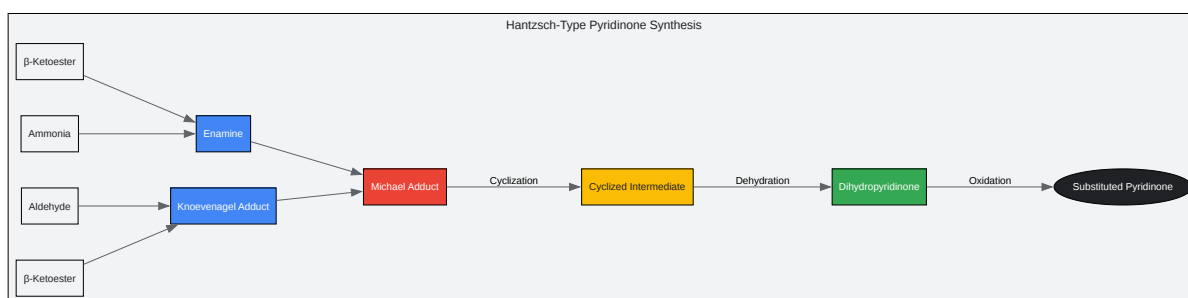 Hantzsch-Type Pyridinone Synthesis
β-Ketoester
Ammonia
Enamine
Aldehyde
Knoevenagel Adduct
β-Ketoester
Michael Adduct
Cyclization
Cyclized Intermediate
Dehydration
Dihydropyridinone
Oxidation
Substituted Pyridinone